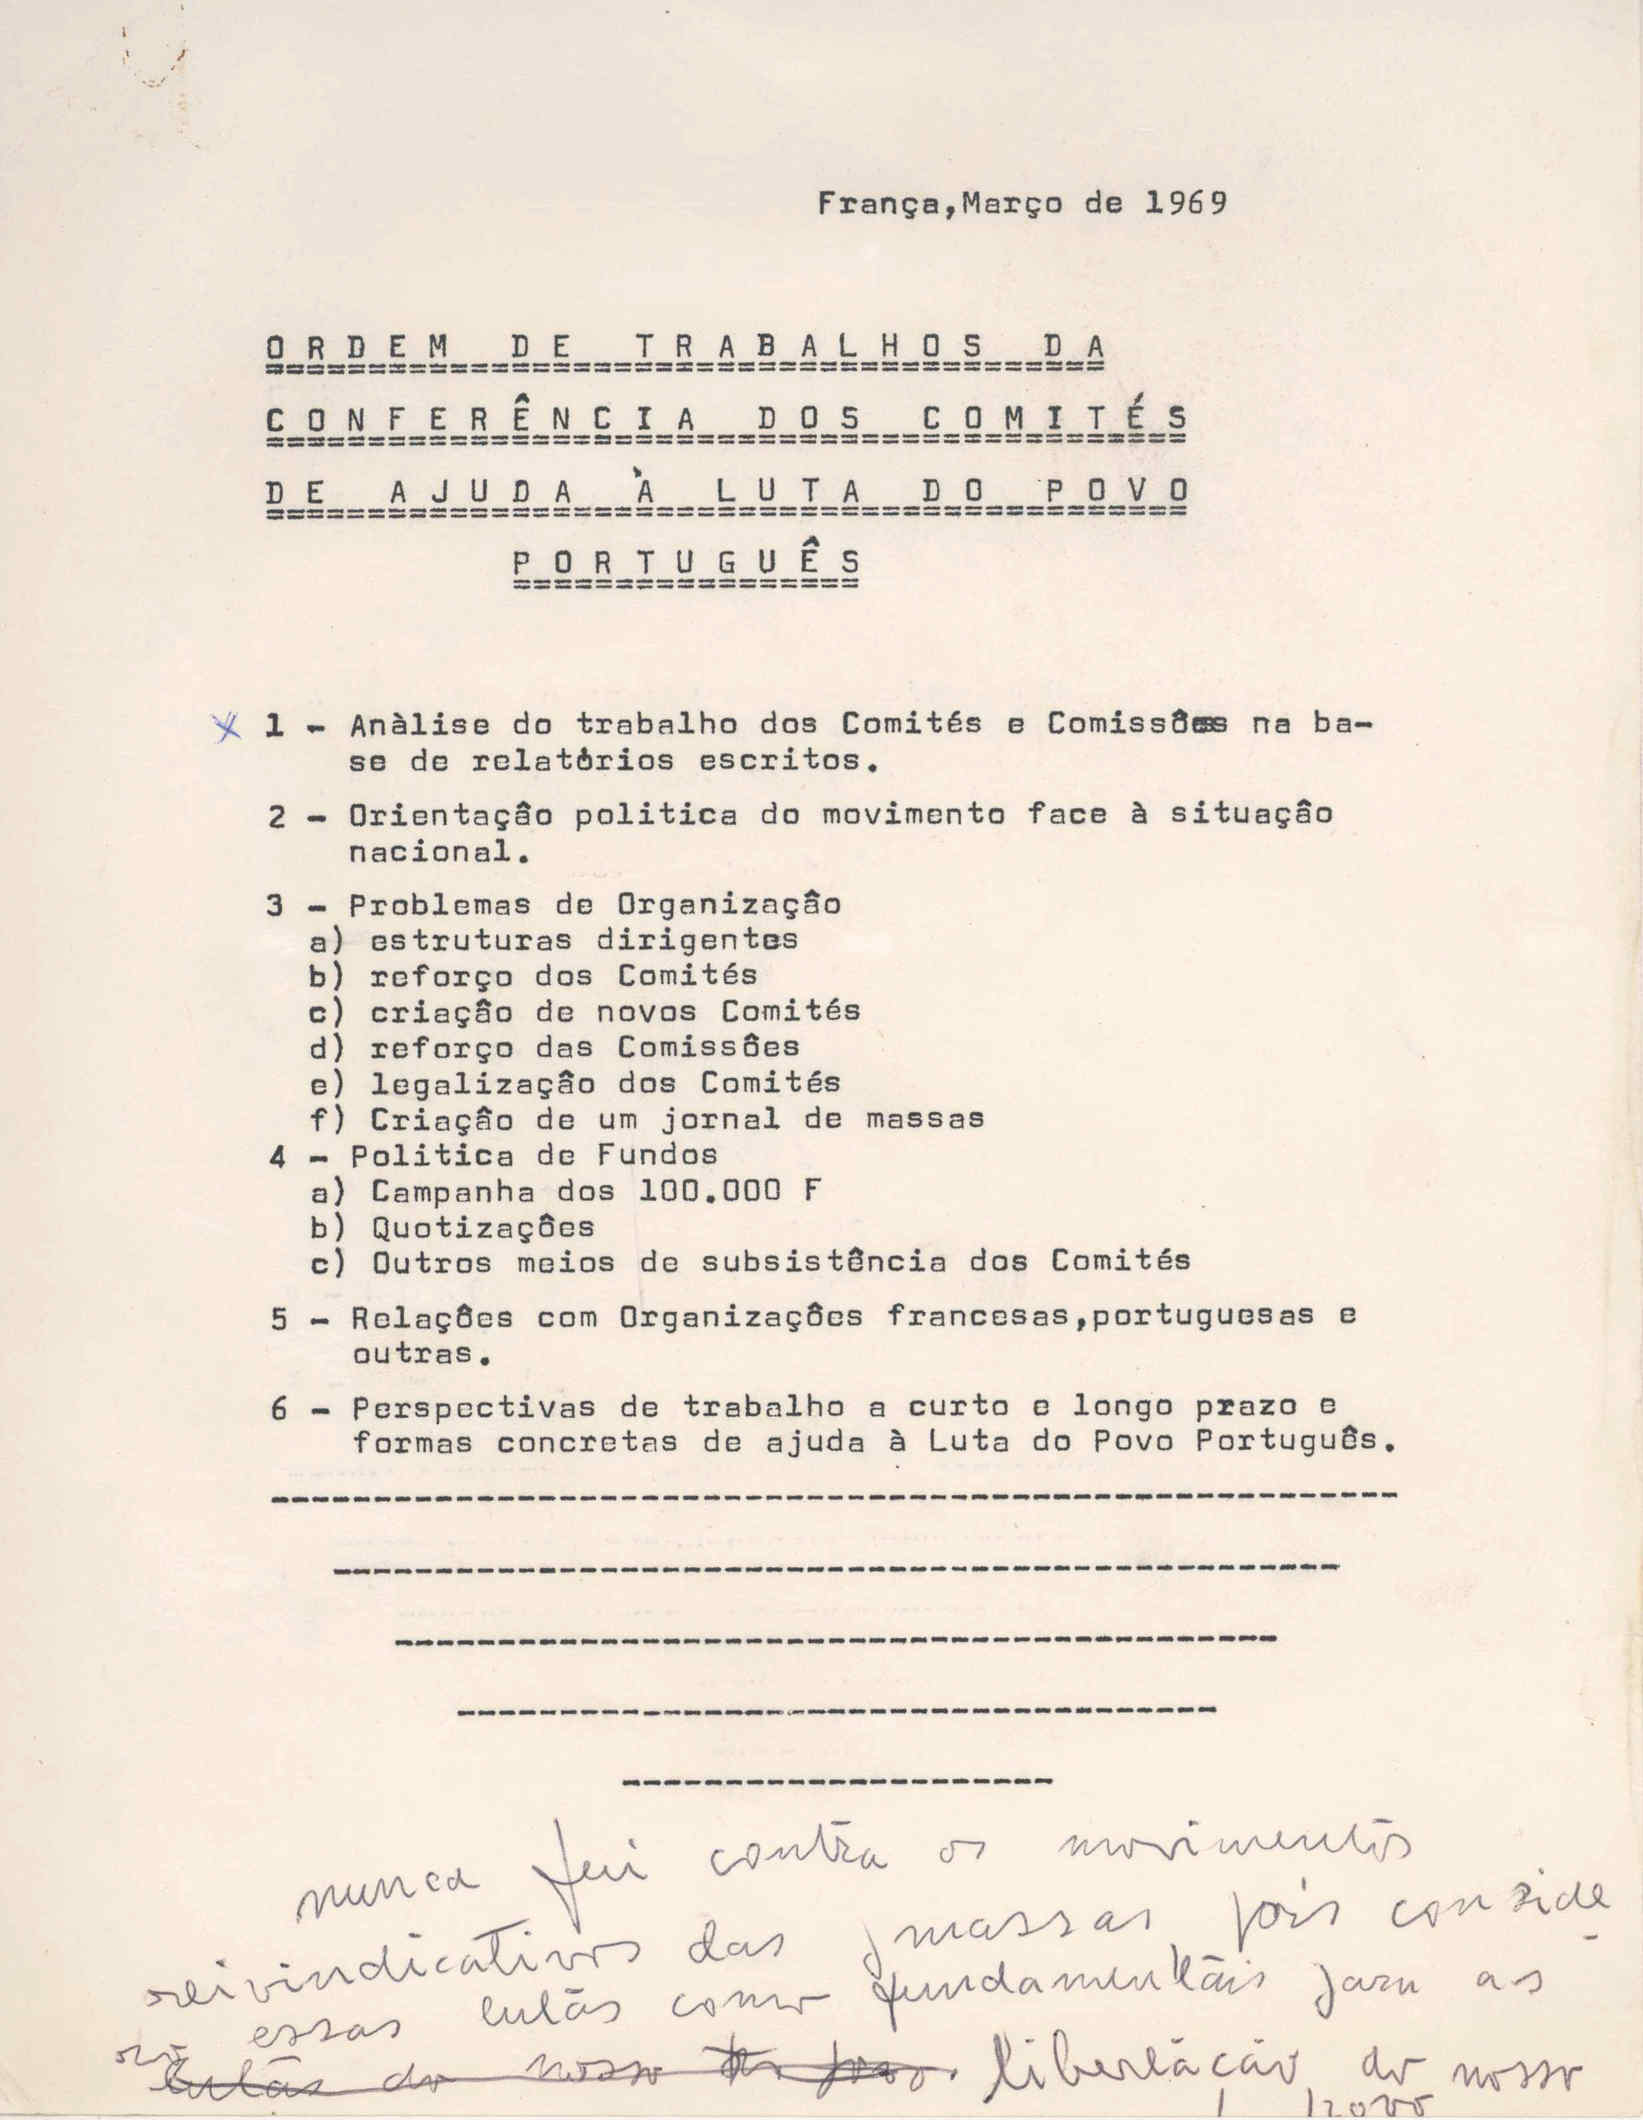 França,Março de 1969
ORDEM DE TRABALHOS DA
CONFERÊNCIA DOS COMITÉS
DE AJUDA À LUTA DO POVO
PORTUGUÊS
1 - Anàlise do trabalho dos Comités e Comissões na ba-
se de relatórios escritos.
2 - Orientação politica do movimento face à situação
nacional.
3 - Problemas de Organização
a) estruturas dirigentes
b) reforço dos Comités
c) criação de novos Comités
d) reforço das Comissões
e) legalização dos Comités
f) Criação de um jornal de massas
4 - Politica de Fundos
a) Campanha dos 100.000 F
b) Quotizações
c) Outros meios de subsistência dos Comités
5 - Relações com Organizações francesas,portuguesas e
outras.
6 - Perspectivas de trabalho a curto e longo prazo e
formas concretas de ajuda à Luta do Povo Português.
nunca fui contra os movimentos
reivindicativos das massas pois conside-
ro essas lutas como fundamentais para as
lutas do nosso povo libertação do nosso
povo